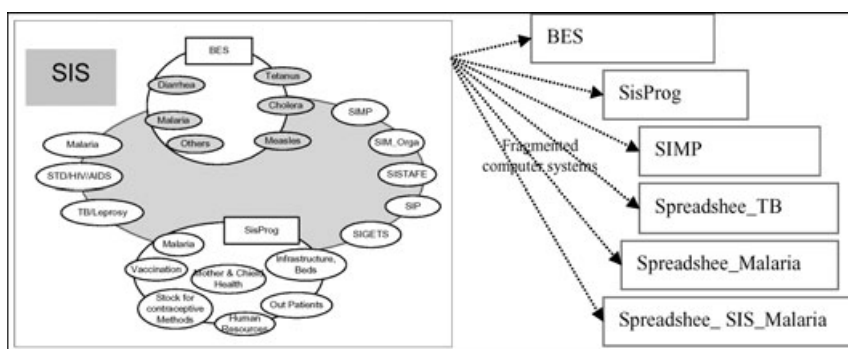 SIS
BES
Diarrhea
Tetanus
Malaria
Cholera
Others
Measles
SIMP
SIM_Orga
SISTAFE
SIP
SIGETS
Malaria
STD/HIV/AIDS
TB/Leprosy
SisProg
Malaria
Vaccination
Mother & Chield
Health
Infrastructure,
Beds
Stock for
contraceptive
Methods
Out Patients
Human
Resources
Fragmented
computer systems
BES
SisProg
SIMP
Spreadshee_TB
Spreadshee_Malaria
Spreadshee_ SIS_Malaria